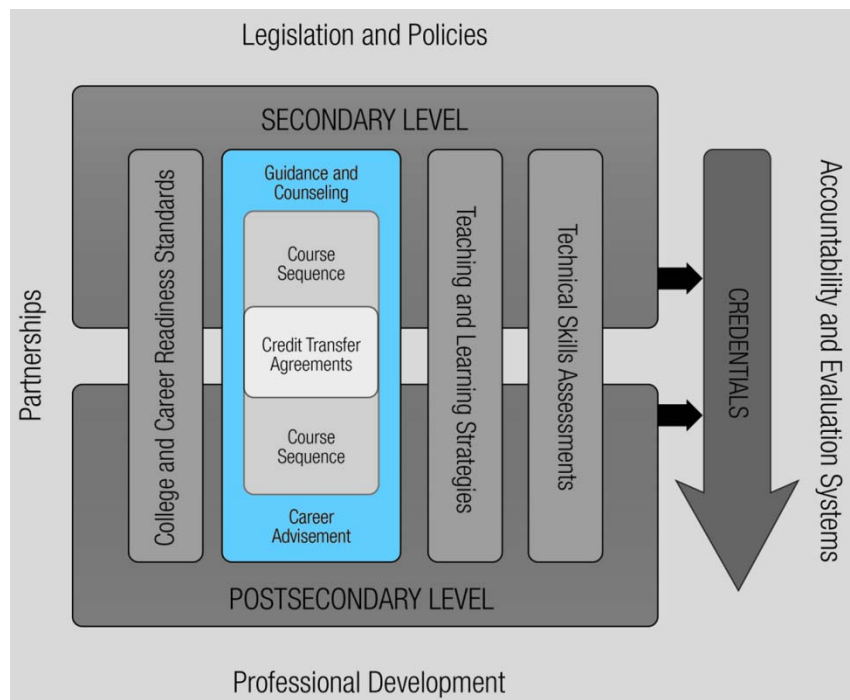 Legislation and Policies
SECONDARY LEVEL
Partnerships
College and Career Readiness Standards
Guidance and
Counseling
Course
Sequence
Credit Transfer
Agreements
Course
Sequence
Career
Advisement
Teaching and Learning Strategies
Technical Skills Assessments
CREDENTIALS
Accountability and Evaluation Systems
POSTSECONDARY LEVEL
Professional Development